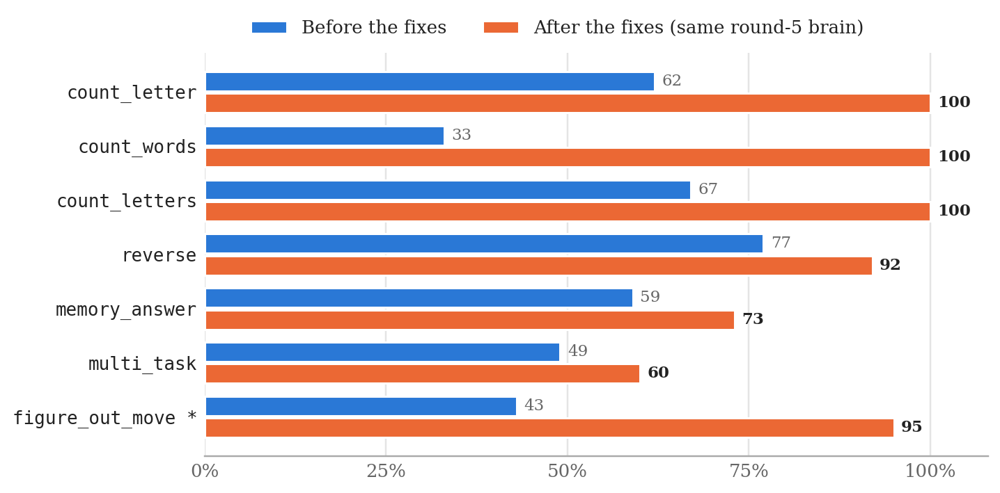 Before the fixes After the fixes (same round-5 brain)
count_letter 62
100
count_words 33
100
count_letters 67
100
reverse 77
92
memory_answer 59
73
multi_task 49
60
figure_out_move * 43
95
0% 25% 50% 75% 100%